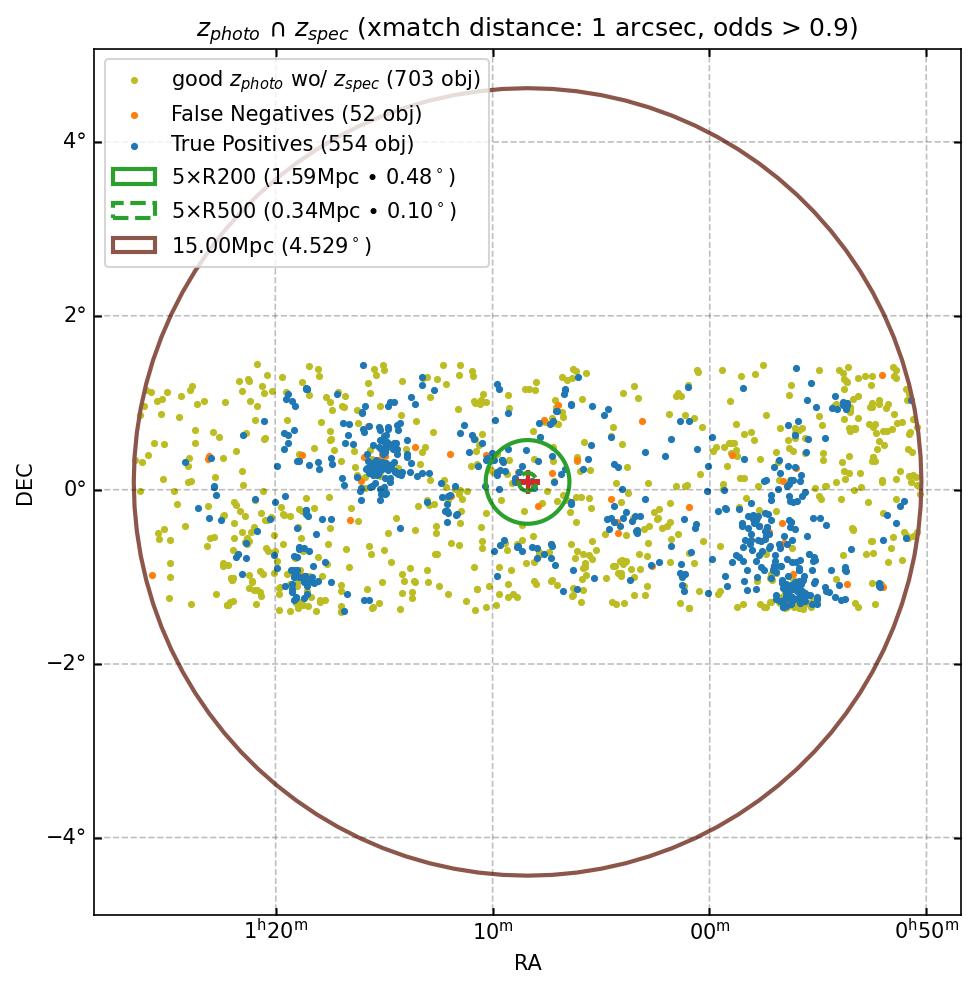 z_photo ∩ z_spec (xmatch distance: 1 arcsec, odds > 0.9)
good z_photo wo/ z_spec (703 obj)
False Negatives (52 obj)
True Positives (554 obj)
5×R200 (1.59Mpc • 0.48°)
5×R500 (0.34Mpc • 0.10°)
15.00Mpc (4.529°)
4°
2°
0°
−2°
−4°
DEC
1ʰ20ᵐ 10ᵐ 00ᵐ 0ʰ50ᵐ
RA